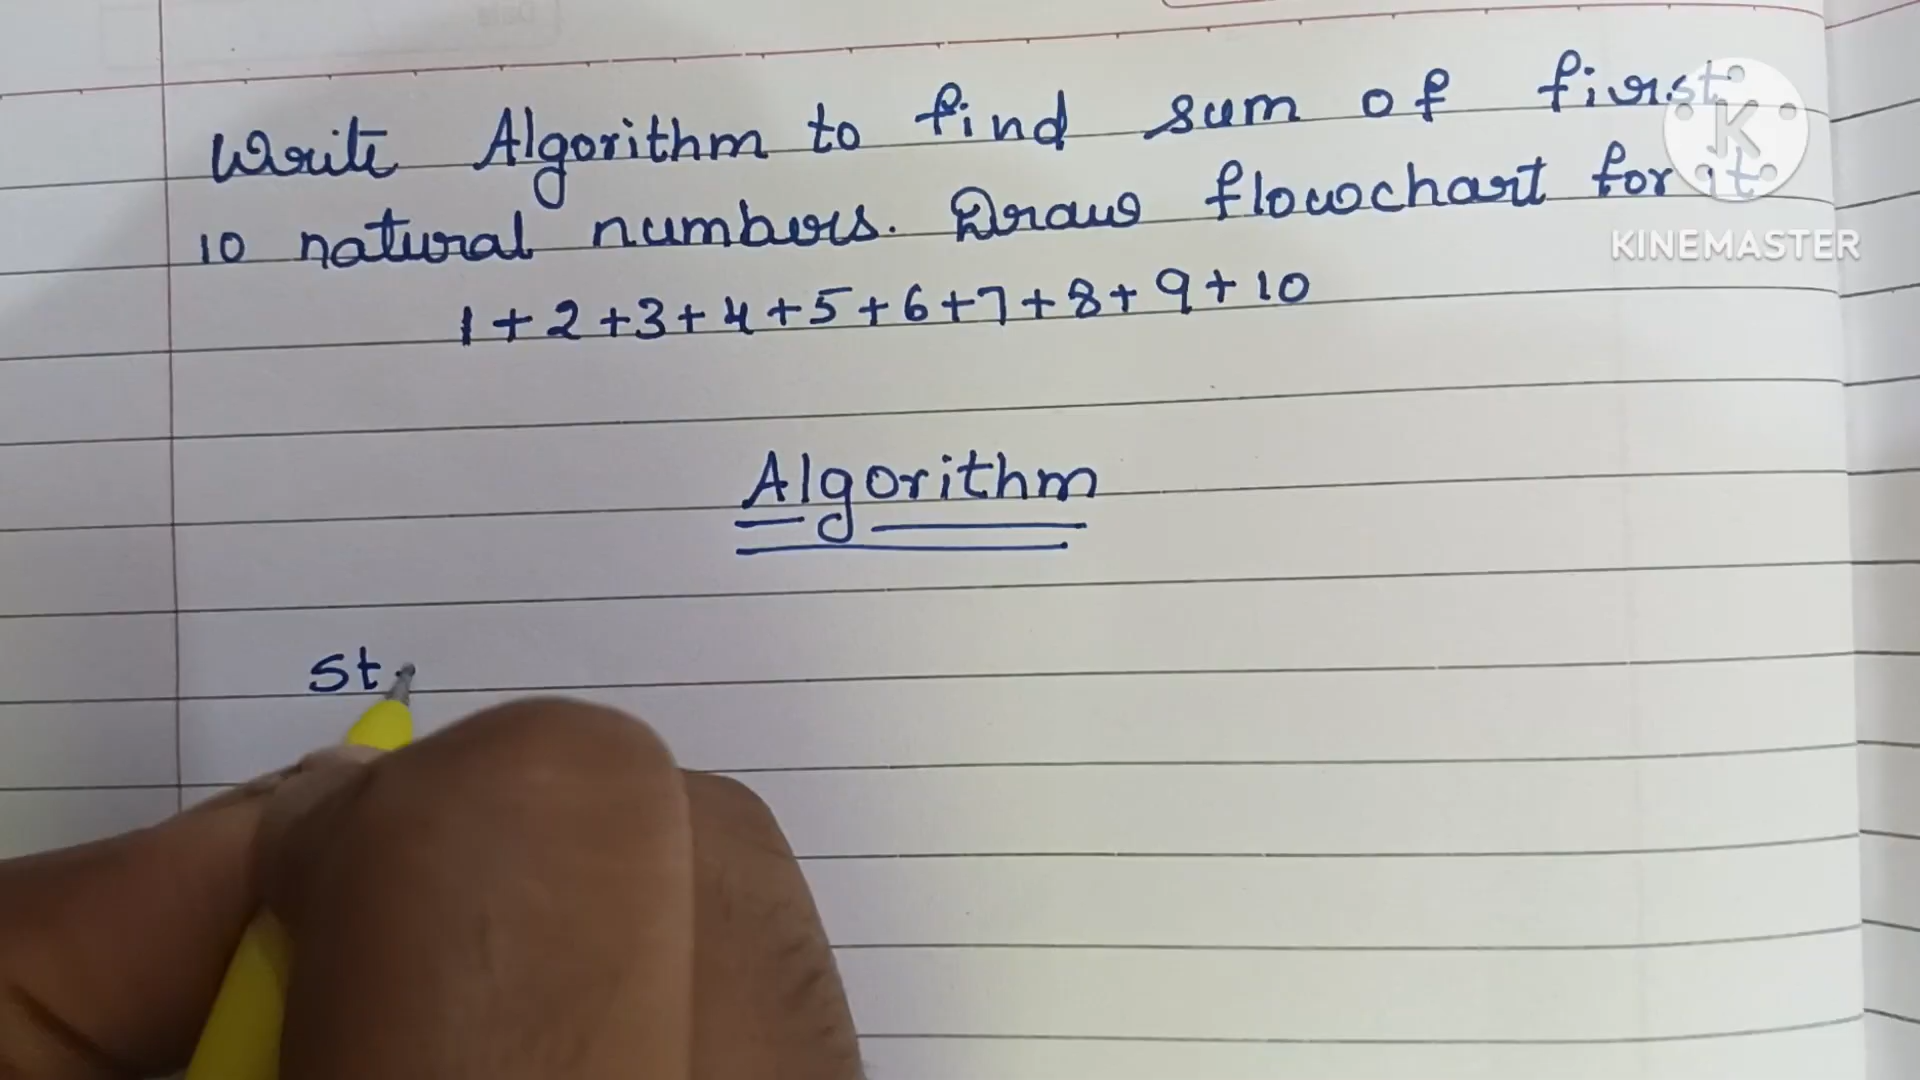 Write Algorithm to find sum of first
10 natural numbers. Draw flowchart for it
KINEMASTER
1+2+3+4+5+6+7+8+9+10
Algorithm
St